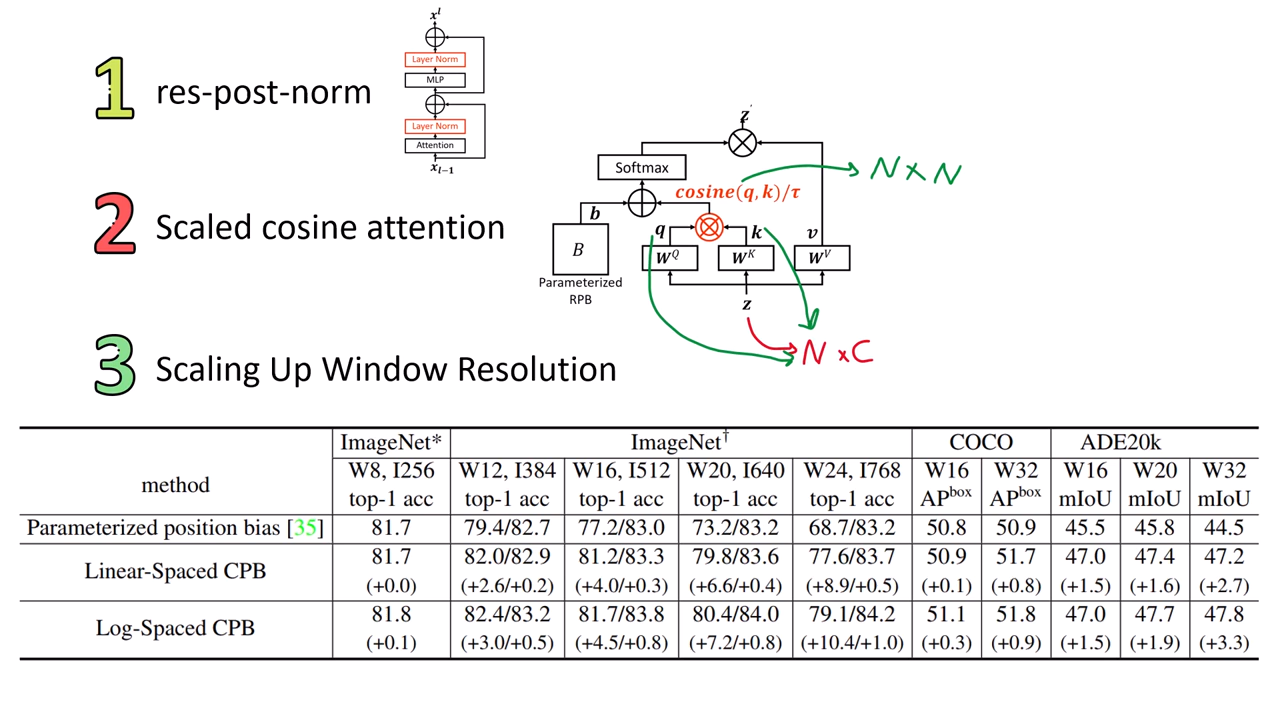 1 res-post-norm
x^l
Layer Norm
MLP
Layer Norm
Attention
x_{l-1}
2 Scaled cosine attention
z'
Softmax
cosine(q, k)/τ
N×N
b
q
k
v
B
W^Q
W^K
W^V
Parameterized
RPB
z
N×C
3 Scaling Up Window Resolution
method | ImageNet* | ImageNet† | COCO | ADE20k
W8, I256 top-1 acc | W12, I384 top-1 acc | W16, I512 top-1 acc | W20, I640 top-1 acc | W24, I768 top-1 acc | W16 AP^box | W32 AP^box | W16 mIoU | W20 mIoU | W32 mIoU
Parameterized position bias [35] | 81.7 | 79.4/82.7 | 77.2/83.0 | 73.2/83.2 | 68.7/83.2 | 50.8 | 50.9 | 45.5 | 45.8 | 44.5
Linear-Spaced CPB | 81.7 | 82.0/82.9 | 81.2/83.3 | 79.8/83.6 | 77.6/83.7 | 50.9 | 51.7 | 47.0 | 47.4 | 47.2
(+0.0) | (+2.6/+0.2) | (+4.0/+0.3) | (+6.6/+0.4) | (+8.9/+0.5) | (+0.1) | (+0.8) | (+1.5) | (+1.6) | (+2.7)
Log-Spaced CPB | 81.8 | 82.4/83.2 | 81.7/83.8 | 80.4/84.0 | 79.1/84.2 | 51.1 | 51.8 | 47.0 | 47.7 | 47.8
(+0.1) | (+3.0/+0.5) | (+4.5/+0.8) | (+7.2/+0.8) | (+10.4/+1.0) | (+0.3) | (+0.9) | (+1.5) | (+1.9) | (+3.3)